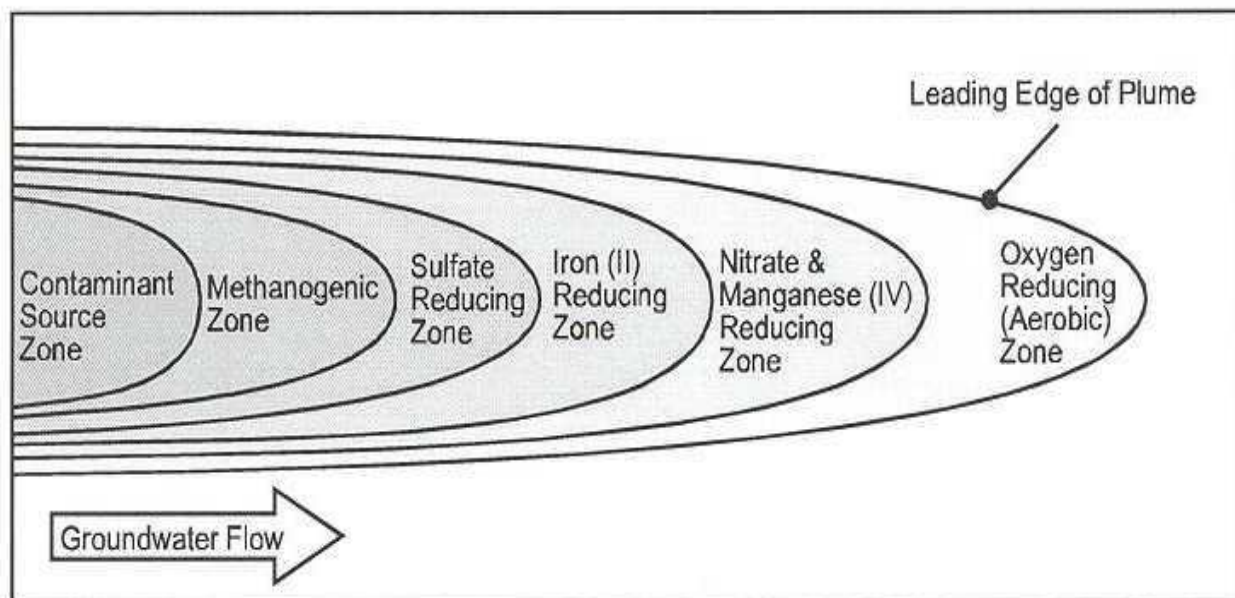 Leading Edge of Plume
Contaminant
Source
Zone
Methanogenic
Zone
Sulfate
Reducing
Zone
Iron (II)
Reducing
Zone
Nitrate &
Manganese (IV)
Reducing
Zone
Oxygen
Reducing
(Aerobic)
Zone
Groundwater Flow